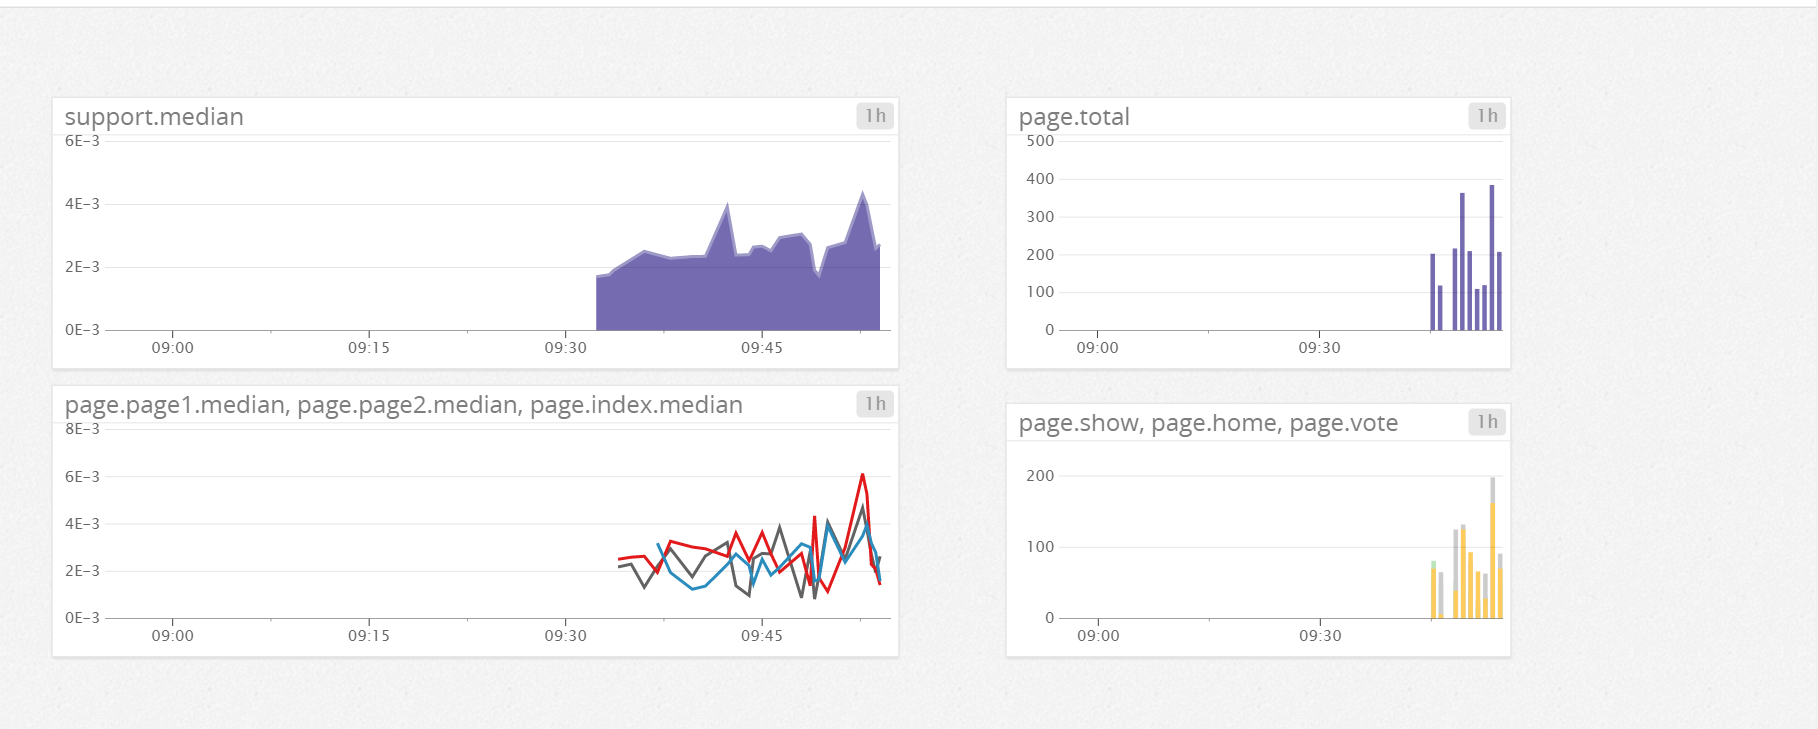 support.median 1h
6E-3
4E-3
2E-3
0E-3
09:00 09:15 09:30 09:45
page.total 1h
500
400
300
200
100
0
09:00 09:30
page.page1.median, page.page2.median, page.index.median 1h
8E-3
6E-3
4E-3
2E-3
0E-3
09:00 09:15 09:30 09:45
page.show, page.home, page.vote 1h
200
100
0
09:00 09:30